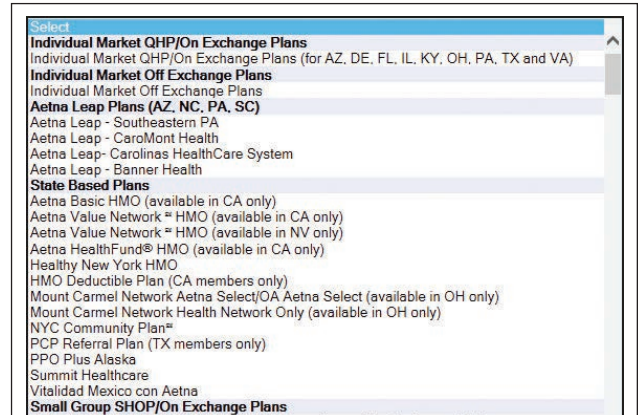 Select
Individual Market QHP/On Exchange Plans
Individual Market QHP/On Exchange Plans (for AZ, DE, FL, IL, KY, OH, PA, TX and VA)
Individual Market Off Exchange Plans
Individual Market Off Exchange Plans
Aetna Leap Plans (AZ, NC, PA, SC)
Aetna Leap - Southeastern PA
Aetna Leap - CaroMont Health
Aetna Leap- Carolinas HealthCare System
Aetna Leap - Banner Health
State Based Plans
Aetna Basic HMO (available in CA only)
Aetna Value Network℠ HMO (available in CA only)
Aetna Value Network℠ HMO (available in NV only)
Aetna HealthFund® HMO (available in CA only)
Healthy New York HMO
HMO Deductible Plan (CA members only)
Mount Carmel Network Aetna Select/OA Aetna Select (available in OH only)
Mount Carmel Network Health Network Only (available in OH only)
NYC Community Plan℠
PCP Referral Plan (TX members only)
PPO Plus Alaska
Summit Healthcare
Vitalidad Mexico con Aetna
Small Group SHOP/On Exchange Plans